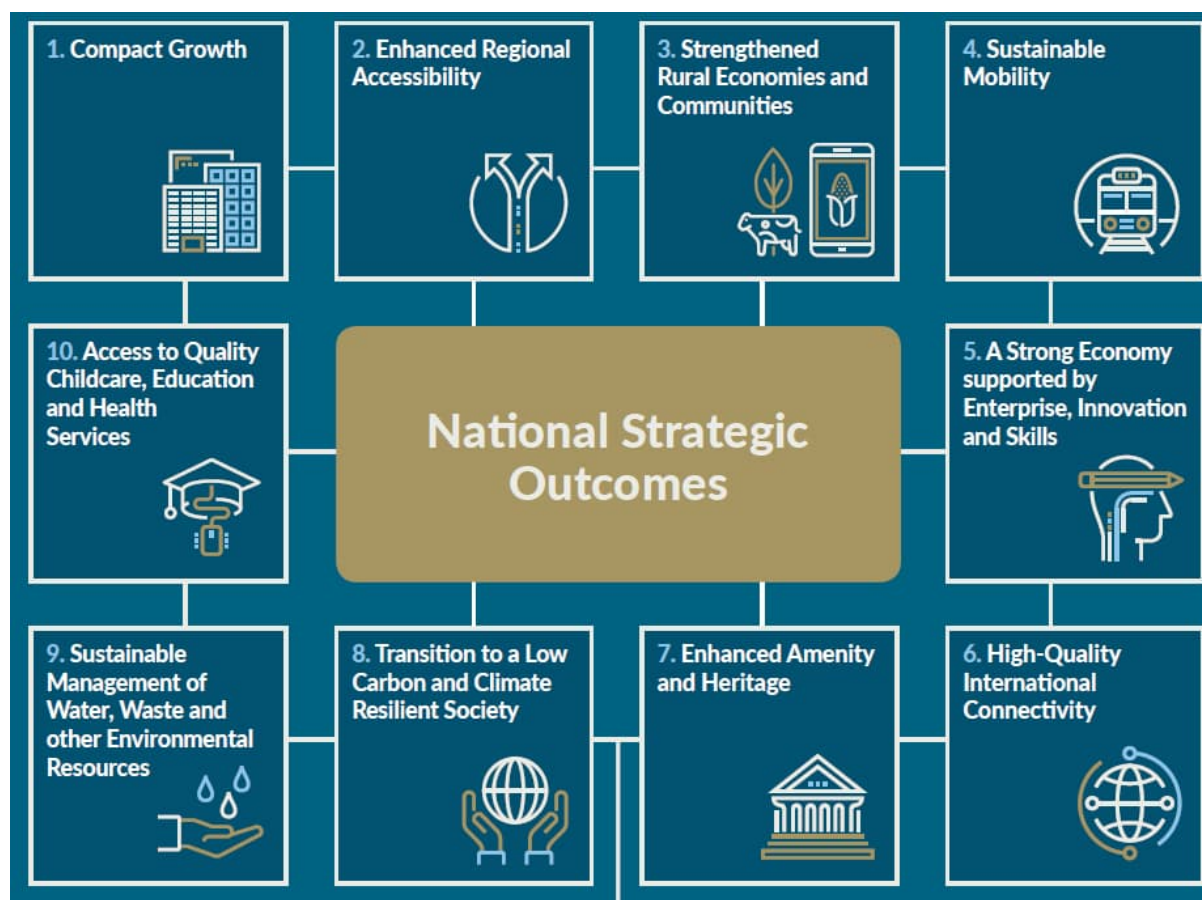 1. Compact Growth
2. Enhanced Regional
Accessibility
3. Strengthened
Rural Economies and
Communities
4. Sustainable
Mobility
10. Access to Quality
Childcare, Education
and Health
Services
National Strategic
Outcomes
5. A Strong Economy
supported by
Enterprise, Innovation
and Skills
9. Sustainable
Management of
Water, Waste and
other Environmental
Resources
8. Transition to a Low
Carbon and Climate
Resilient Society
7. Enhanced Amenity
and Heritage
6. High-Quality
International
Connectivity